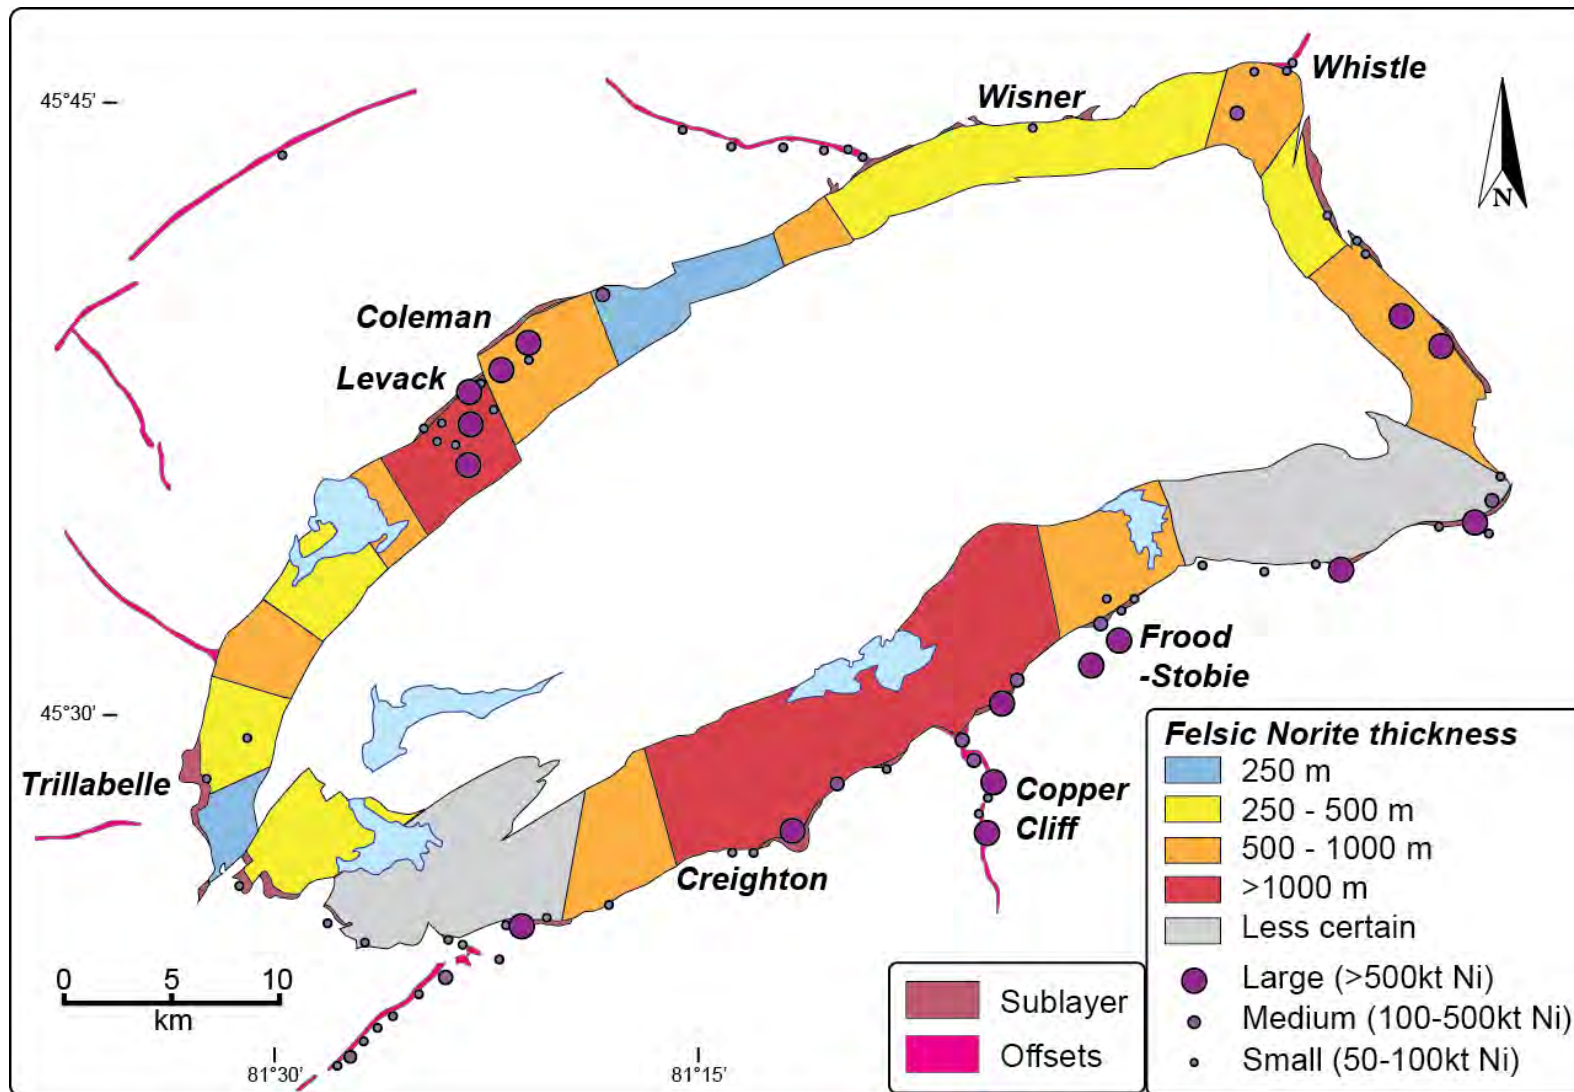 Whistle
Wisner
45°45'
N
Coleman
Levack
Frood
-Stobie
45°30'
Trillabelle
Copper
Cliff
Creighton
0 5 10
km
81°30'
81°15'
Felsic Norite thickness
250 m
250 - 500 m
500 - 1000 m
>1000 m
Less certain
Large (>500kt Ni)
Medium (100-500kt Ni)
Small (50-100kt Ni)
Sublayer
Offsets